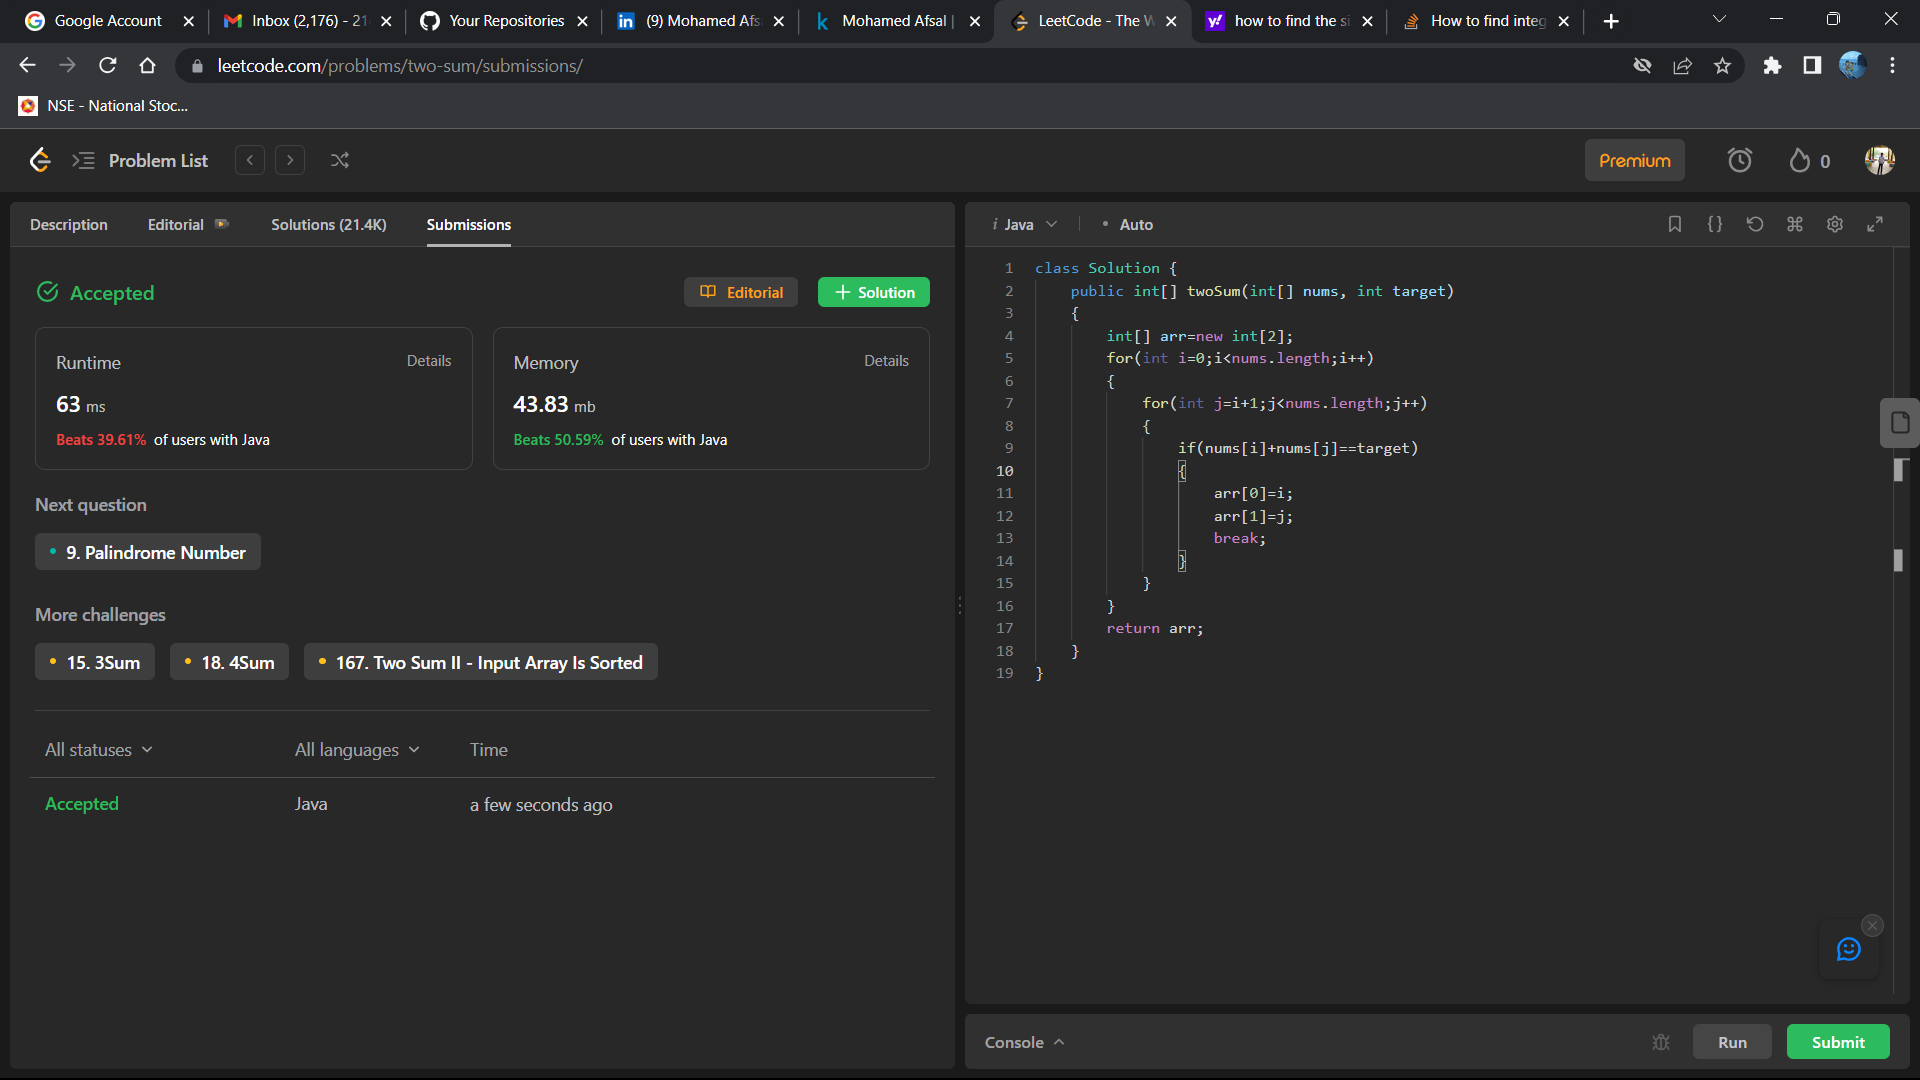 Google Account
Inbox (2,176) - 21
Your Repositories
(9) Mohamed Afs
Mohamed Afsal |
LeetCode - The W
how to find the si
How to find integ
leetcode.com/problems/two-sum/submissions/
NSE - National Stoc...
Problem List
Premium
0
Description
Editorial
Solutions (21.4K)
Submissions
Accepted
Editorial
Solution
Runtime
Details
63 ms
Beats 39.61% of users with Java
Memory
Details
43.83 mb
Beats 50.59% of users with Java
Next question
9. Palindrome Number
More challenges
15. 3Sum
18. 4Sum
167. Two Sum II - Input Array Is Sorted
All statuses
All languages
Time
Accepted
Java
a few seconds ago
i Java
• Auto
1 class Solution {
2 public int[] twoSum(int[] nums, int target)
3 {
4 int[] arr=new int[2];
5 for(int i=0;i<nums.length;i++)
6 {
7 for(int j=i+1;j<nums.length;j++)
8 {
9 if(nums[i]+nums[j]==target)
10 {
11 arr[0]=i;
12 arr[1]=j;
13 break;
14 }
15 }
16 }
17 return arr;
18 }
19 }
Console
Run
Submit